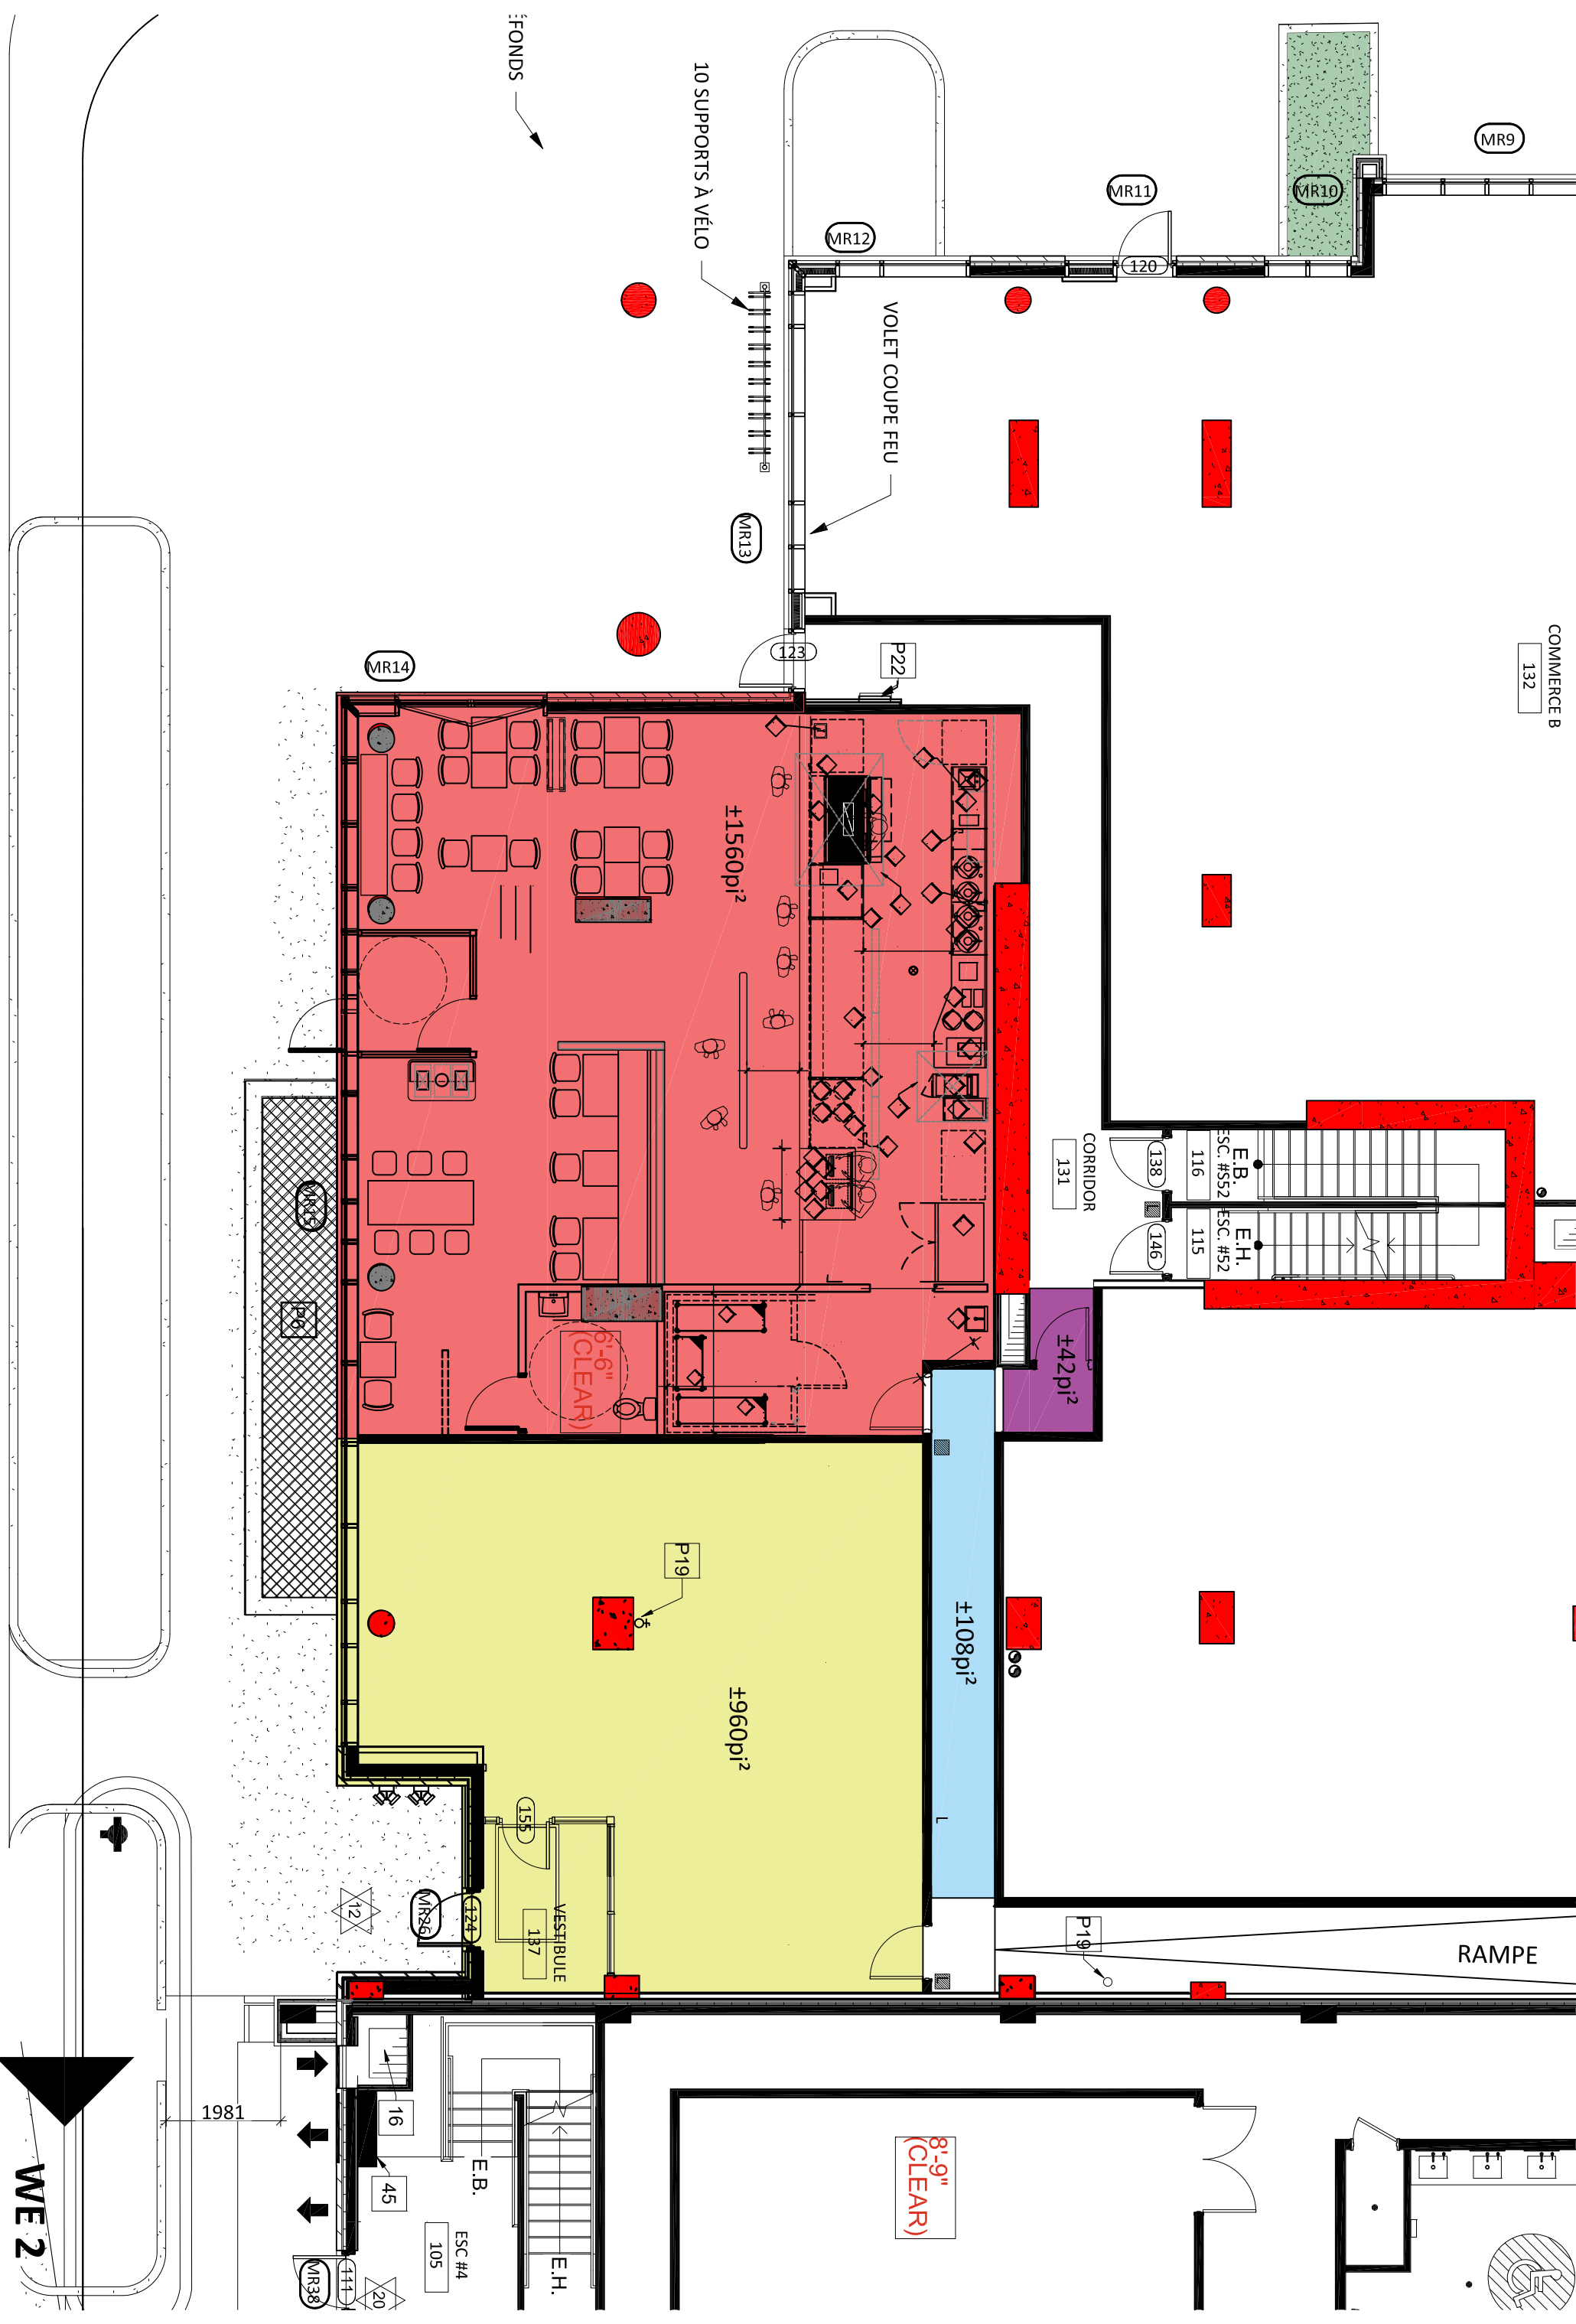 ÉFONDS
10 SUPPORTS À VÉLO
MR9
MR10
MR11
MR12
120
VOLET COUPE FEU
MR13
COMMERCE B
132
123
P22
MR14
±1560pi²
CORRIDOR
131
138
146
116
ESC. #S52
E.B.
115
ESC. #52
E.H.
MR15
P6
6'-6"
(CLEAR)
±42pi²
±108pi²
P19
±960pi²
155
VESTIBULE
137
124
MR26
12
P19
RAMPE
1981
16
45
E.B.
E.H.
ESC #4
105
8'-9"
(CLEAR)
WE 2
MR38
111
20